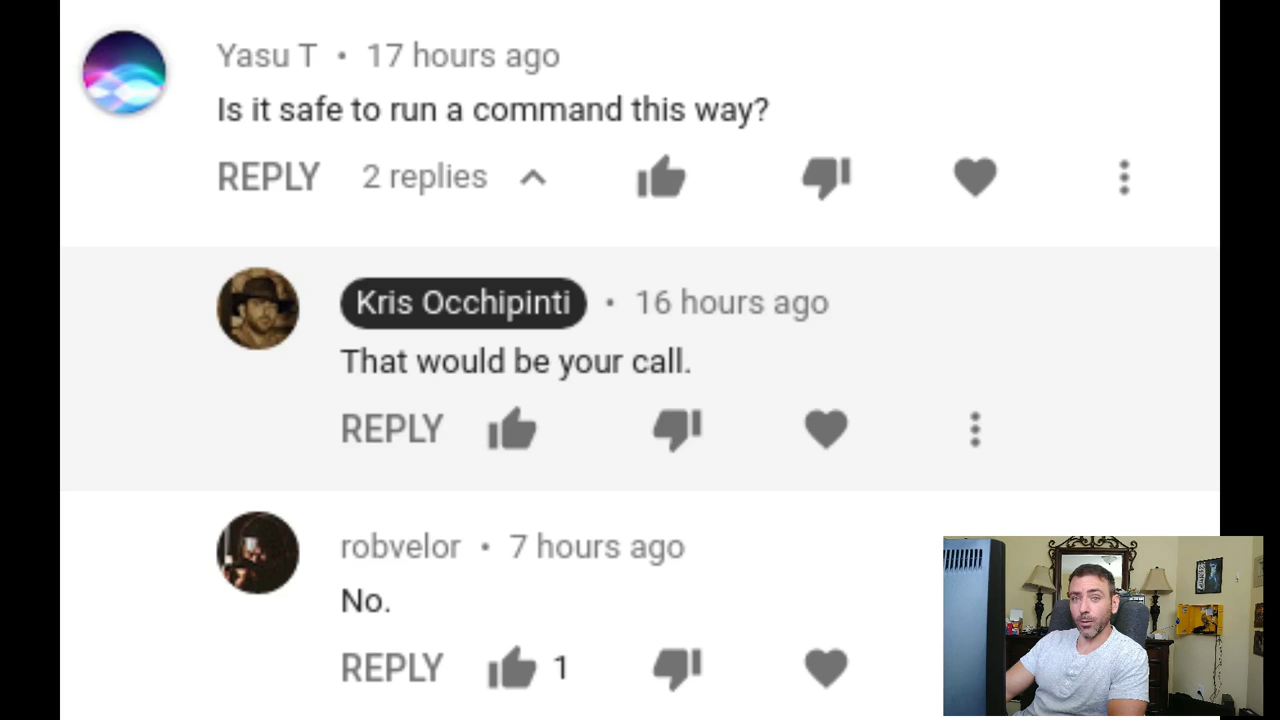 Yasu T • 17 hours ago
Is it safe to run a command this way?
REPLY 2 replies
Kris Occhipinti • 16 hours ago
That would be your call.
REPLY
robvelor • 7 hours ago
No.
REPLY 1